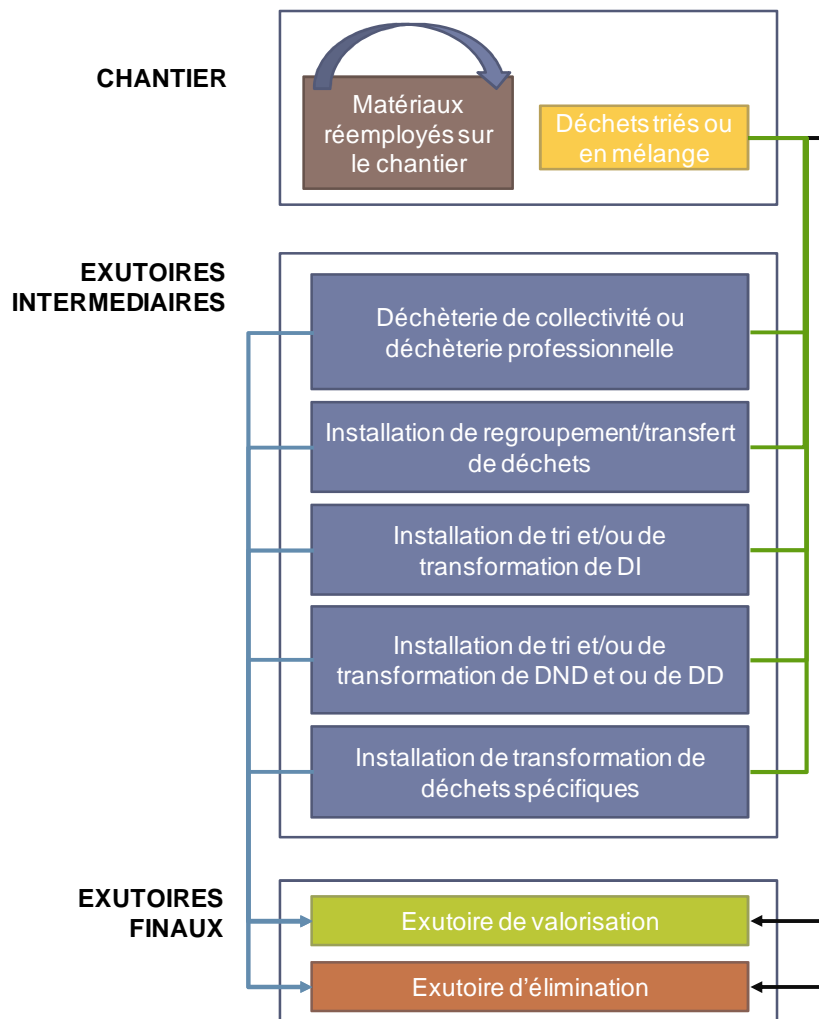 CHANTIER
Matériaux
réemployés sur
le chantier
Déchets triés ou
en mélange
EXUTOIRES
INTERMEDIAIRES
Déchèterie de collectivité ou
déchèterie professionnelle
Installation de regroupement/transfert
de déchets
Installation de tri et/ou de
transformation de DI
Installation de tri et/ou de
transformation de DND et ou de DD
Installation de transformation de
déchets spécifiques
EXUTOIRES
FINAUX
Exutoire de valorisation
Exutoire d’élimination